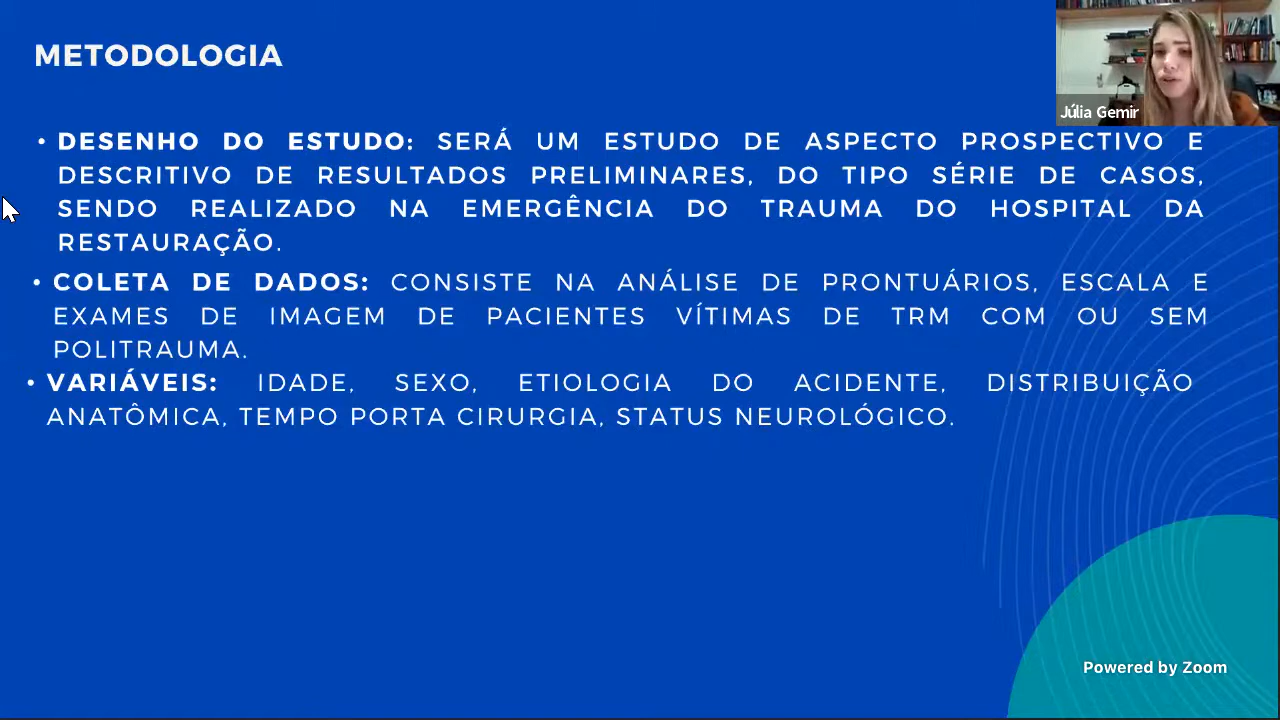 METODOLOGIA
Júlia Gemir
• DESENHO DO ESTUDO: SERÁ UM ESTUDO DE ASPECTO PROSPECTIVO E
DESCRITIVO DE RESULTADOS PRELIMINARES, DO TIPO SÉRIE DE CASOS,
SENDO REALIZADO NA EMERGÊNCIA DO TRAUMA DO HOSPITAL DA
RESTAURAÇÃO.
• COLETA DE DADOS: CONSISTE NA ANÁLISE DE PRONTUÁRIOS, ESCALA E
EXAMES DE IMAGEM DE PACIENTES VÍTIMAS DE TRM COM OU SEM
POLITRAUMA.
• VARIÁVEIS: IDADE, SEXO, ETIOLOGIA DO ACIDENTE, DISTRIBUIÇÃO
ANATÔMICA, TEMPO PORTA CIRURGIA, STATUS NEUROLÓGICO.
Powered by Zoom